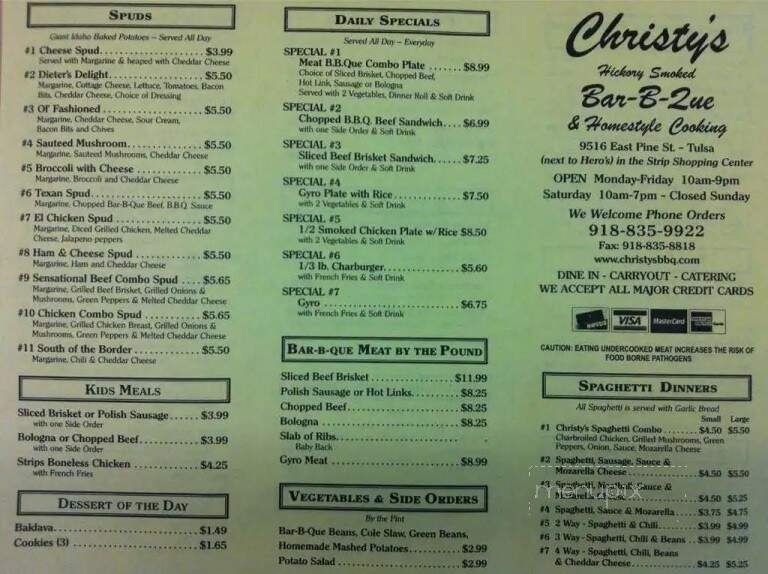 SPUDS
Giant Idaho Baked Potatoes - Served All Day
#1 Cheese Spud $3.99
Served with Margarine & heaped with Cheddar Cheese
#2 Dieter's Delight $5.50
Margarine, Cottage Cheese, Lettuce, Tomatoes, Bacon
Bits, Cheddar Cheese, Choice of Dressing
#3 Ol' Fashioned $5.50
Margarine, Cheddar Cheese, Sour Cream,
Bacon Bits and Chives
#4 Sauteed Mushroom $5.50
Margarine, Sauteed Mushrooms, Cheddar Cheese
#5 Broccoli with Cheese $5.50
Margarine, Broccoli and Cheddar Cheese
#6 Texan Spud $5.50
Margarine, Chopped Bar-B-Que Beef, B.B.Q. Sauce
#7 El Chicken Spud $5.50
Margarine, Diced Grilled Chicken, Melted Cheddar
Cheese, Jalapeno peppers
#8 Ham & Cheese Spud $5.50
Margarine, Ham and Cheddar Cheese
#9 Sensational Beef Combo Spud $5.65
Margarine, Grilled Beef Brisket, Grilled Onions &
Mushrooms, Green Peppers & Melted Cheddar Cheese
#10 Chicken Combo Spud $5.65
Margarine, Grilled Chicken Breast, Grilled Onions &
Mushrooms, Green Peppers & Melted Cheddar Cheese
#11 South of the Border $5.50
Margarine, Chili & Cheddar Cheese
KIDS MEALS
Sliced Brisket or Polish Sausage $3.99
with one Side Order
Bologna or Chopped Beef $3.99
with one Side Order
Strips Boneless Chicken $4.25
with French Fries
DESSERT OF THE DAY
Baklava $1.49
Cookies (3) $1.65
DAILY SPECIALS
Served All Day - Everyday
SPECIAL #1
Meat B.B.Que Combo Plate $8.99
Choice of Sliced Brisket, Chopped Beef,
Hot Link, Sausage or Bologna
Served with 2 Vegetables, Dinner Roll & Soft Drink
SPECIAL #2
Chopped B.B.Q. Beef Sandwich $6.99
with one Side Order & Soft Drink
SPECIAL #3
Sliced Beef Brisket Sandwich $7.25
with one Side Order & Soft Drink
SPECIAL #4
Gyro Plate with Rice $7.50
with 2 Vegetables & Soft Drink
SPECIAL #5
1/2 Smoked Chicken Plate w/Rice $8.50
with 2 Vegetables & Soft Drink
SPECIAL #6
1/3 lb. Charburger $5.60
with French Fries & Soft Drink
SPECIAL #7
Gyro $6.75
with French Fries & Soft Drink
BAR-B-QUE MEAT BY THE POUND
Sliced Beef Brisket $11.99
Polish Sausage or Hot Links $8.25
Chopped Beef $8.25
Bologna $8.25
Slab of Ribs
Baby Back
Gyro Meat $8.99
VEGETABLES & SIDE ORDERS
By the Pint
Bar-B-Que Beans, Cole Slaw, Green Beans,
Homemade Mashed Potatoes $2.99
Potato Salad $2.99
Christy's
Hickory Smoked
Bar-B-Que
& Homestyle Cooking
9516 East Pine St. - Tulsa
(next to Hero's) in the Strip Shopping Center
OPEN Monday-Friday 10am-9pm
Saturday 10am-7pm - Closed Sunday
We Welcome Phone Orders
918-835-9922
Fax: 918-835-8818
www.christysbbq.com
DINE IN - CARRYOUT - CATERING
WE ACCEPT ALL MAJOR CREDIT CARDS
VISA MasterCard
CAUTION: EATING UNDERCOOKED MEAT INCREASES THE RISK OF
FOOD BORNE PATHOGENS
SPAGHETTI DINNERS
All Spaghetti is served with Garlic Bread
Small Large
#1 Christy's Spaghetti Combo $4.50 $5.50
Charbroiled Chicken, Grilled Mushrooms, Green
Peppers, Onion, Sauce, Mozarella Cheese
#2 Spaghetti, Sausage, Sauce &
Mozarella Cheese $4.50 $5.50
#3 Spaghetti, Meatball, Sauce &
Mozarella Cheese $4.50 $5.25
menupix
#4 Spaghetti, Sauce & Mozarella $3.75 $4.75
#5 2 Way - Spaghetti & Chili $3.99 $4.99
#6 3 Way - Spaghetti, Chili & Beans $3.99 $4.99
#7 4 Way - Spaghetti, Chili, Beans
& Cheddar Cheese $4.25 $5.25